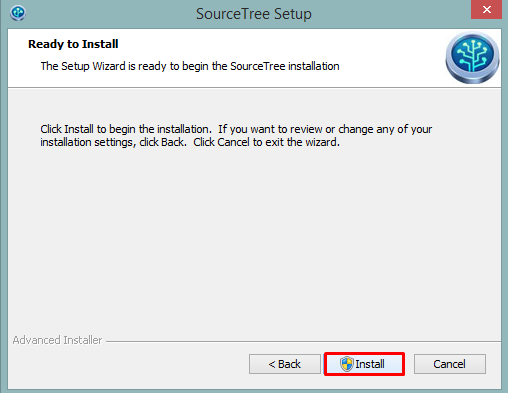 SourceTree Setup
Ready to Install
The Setup Wizard is ready to begin the SourceTree installation
Click Install to begin the installation. If you want to review or change any of your
installation settings, click Back. Click Cancel to exit the wizard.
Advanced Installer
< Back Install Cancel